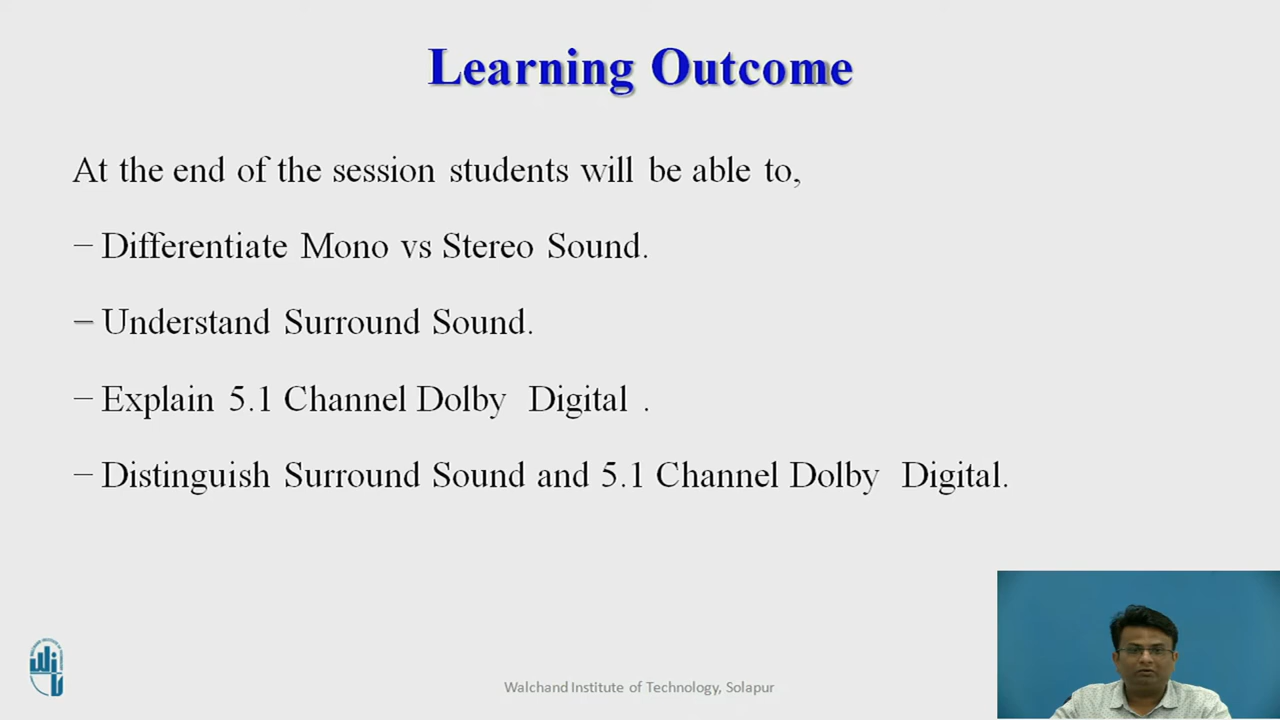 Learning Outcome
At the end of the session students will be able to,
– Differentiate Mono vs Stereo Sound.
– Understand Surround Sound.
– Explain 5.1 Channel Dolby  Digital .
– Distinguish Surround Sound and 5.1 Channel Dolby  Digital.
Walchand Institute of Technology, Solapur